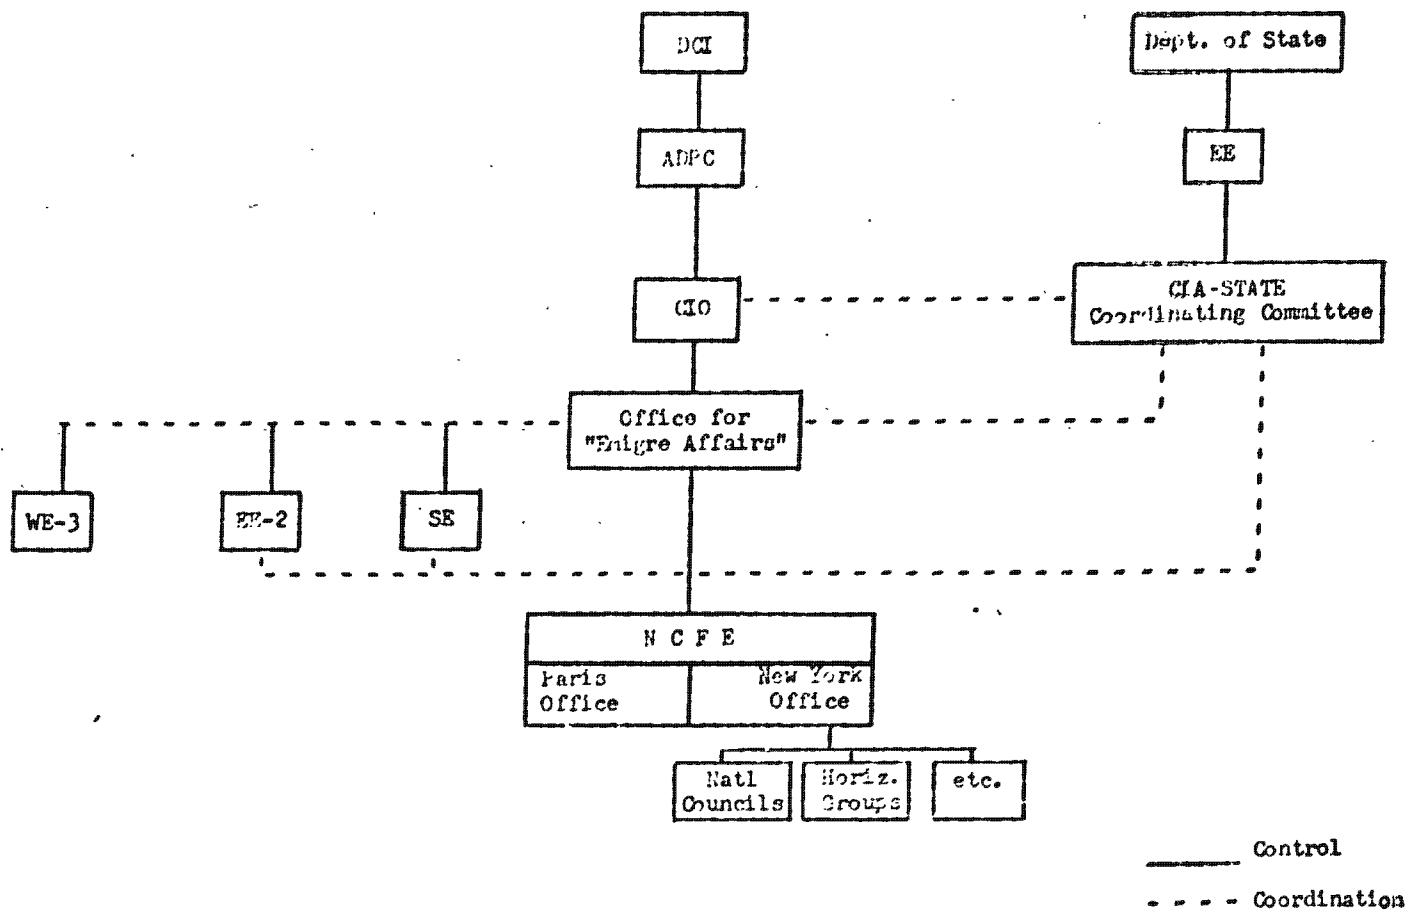 DCI
Dept. of State
ADPC
EE
CIO
CIA-STATE
Coordinating Committee
Office for
"Emigre Affairs"
WE-3
EE-2
SE
N C F E
Paris
Office
New York
Office
Natl
Councils
Horiz.
Groups
etc.
Control
Coordination